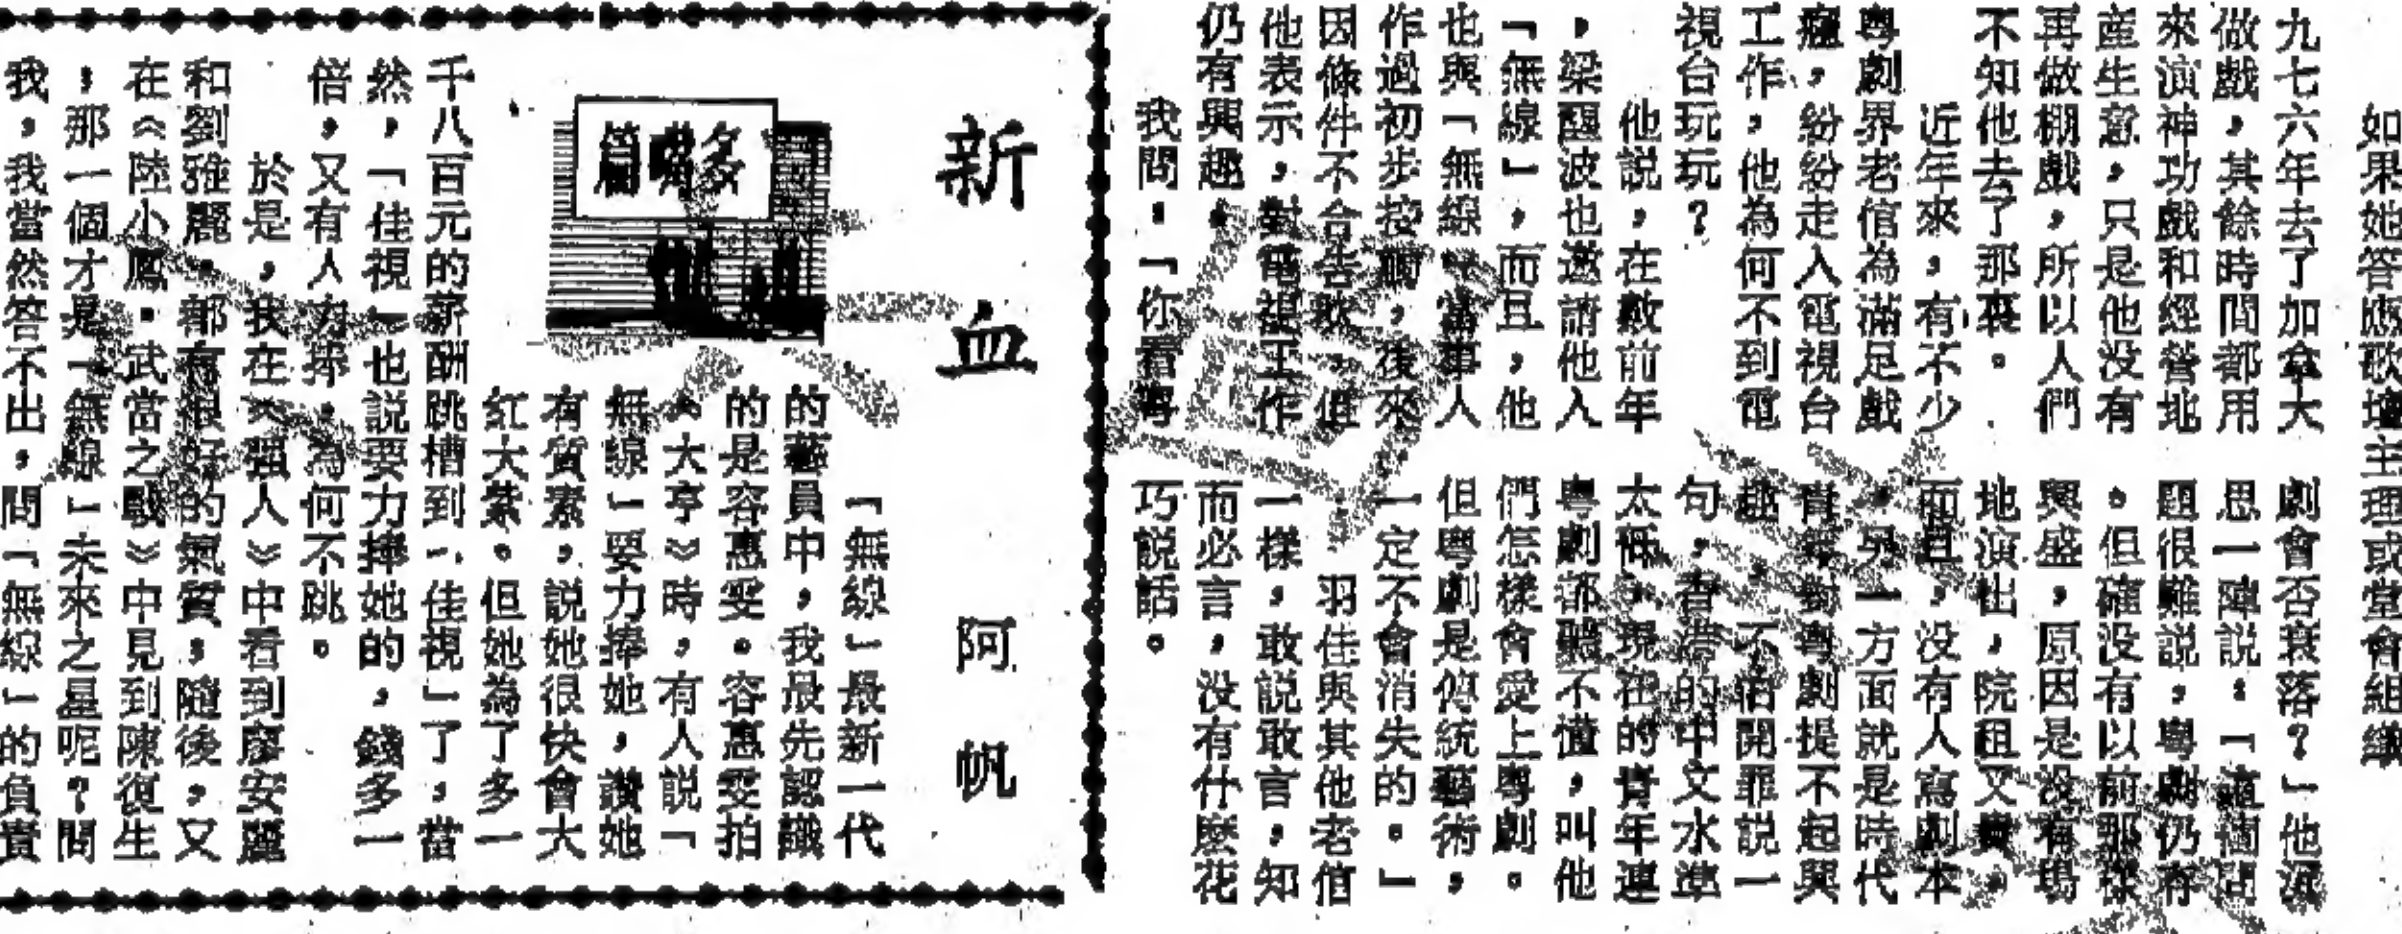 如果她答應歌壇主理或堂會組織
九七六年去了加拿大
做戲，其餘時間都用
來演神功戲和經營地
產生意，只是他没有
再做棚戲，所以人們
不知他去了那裏。
近年來，有不少
粵劇界老倌為滿足戲
癮，紛紛走入電視台
工作，他為何不到電
視台玩玩？
他説，在數前年
，梁醒波也邀請他入
「無線」，而且，他
也與「無線」當事人
作過初步接觸，後來
因條件不合告吹，但
他表示，對電視工作
仍有興趣。
我問：「你看粵
劇會否衰落？」他沉
思一陣説：「這個問
題很難説，粵劇仍存
。但確没有以前那樣
興盛，原因是没有場
地演出，院租又貴，
而且，没有人寫劇本
。另一方面就是時代
青年對粵劇提不起興
趣，不怕開罪説一
句，香港的中文水準
太低，現在的青年連
粵劇都聽不懂，叫他
們怎樣會愛上粵劇。
但粵劇是傳統藝術，
一定不會消失的。」
羽佳與其他老倌
一樣，敢説敢言，知
而必言，没有什麽花
巧説話。
新血
阿帆
多嘴篇
「無線」最新一代
的藝員中，我最先認識
的是容惠雯。容惠雯拍
《大亨》時，有人説「
無線」要力捧她，讚她
有質素，説她很快會大
紅大紫。但她為了多一
千八百元的薪酬跳槽到「佳視」了，當
然，「佳視」也説要力捧她的，錢多一
倍，又有人力捧，為何不跳。
於是，我在《强人》中看到廖安麗
和劉雅麗，都有很好的氣質，隨後，又
在《陸小鳳·武當之戰》中見到陳復生
，那一個才是「無線」未來之星呢？問
我，我當然答不出，問「無線」的負責